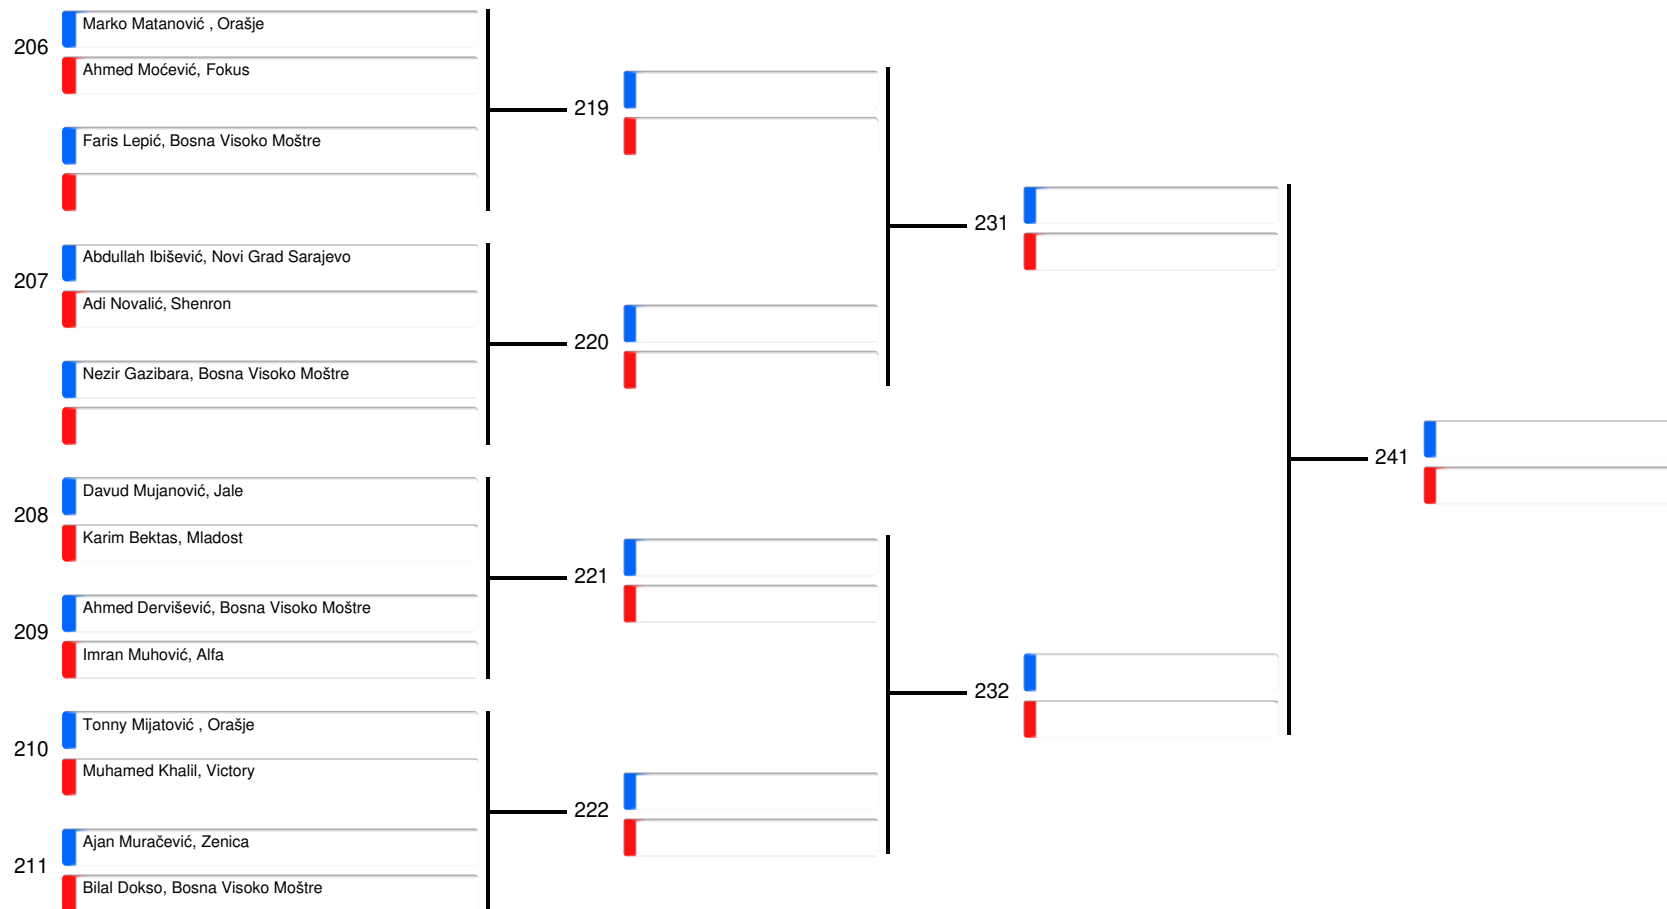 206
Marko Matanović , Orašje
Ahmed Moćević, Fokus
Faris Lepić, Bosna Visoko Moštre
207
Abdullah Ibišević, Novi Grad Sarajevo
Adi Novalić, Shenron
Nezir Gazibara, Bosna Visoko Moštre
208
Davud Mujanović, Jale
Karim Bektas, Mladost
209
Ahmed Dervišević, Bosna Visoko Moštre
Imran Muhović, Alfa
210
Tonny Mijatović , Orašje
Muhamed Khalil, Victory
211
Ajan Muračević, Zenica
Bilal Dokso, Bosna Visoko Moštre
219
220
221
222
231
232
241